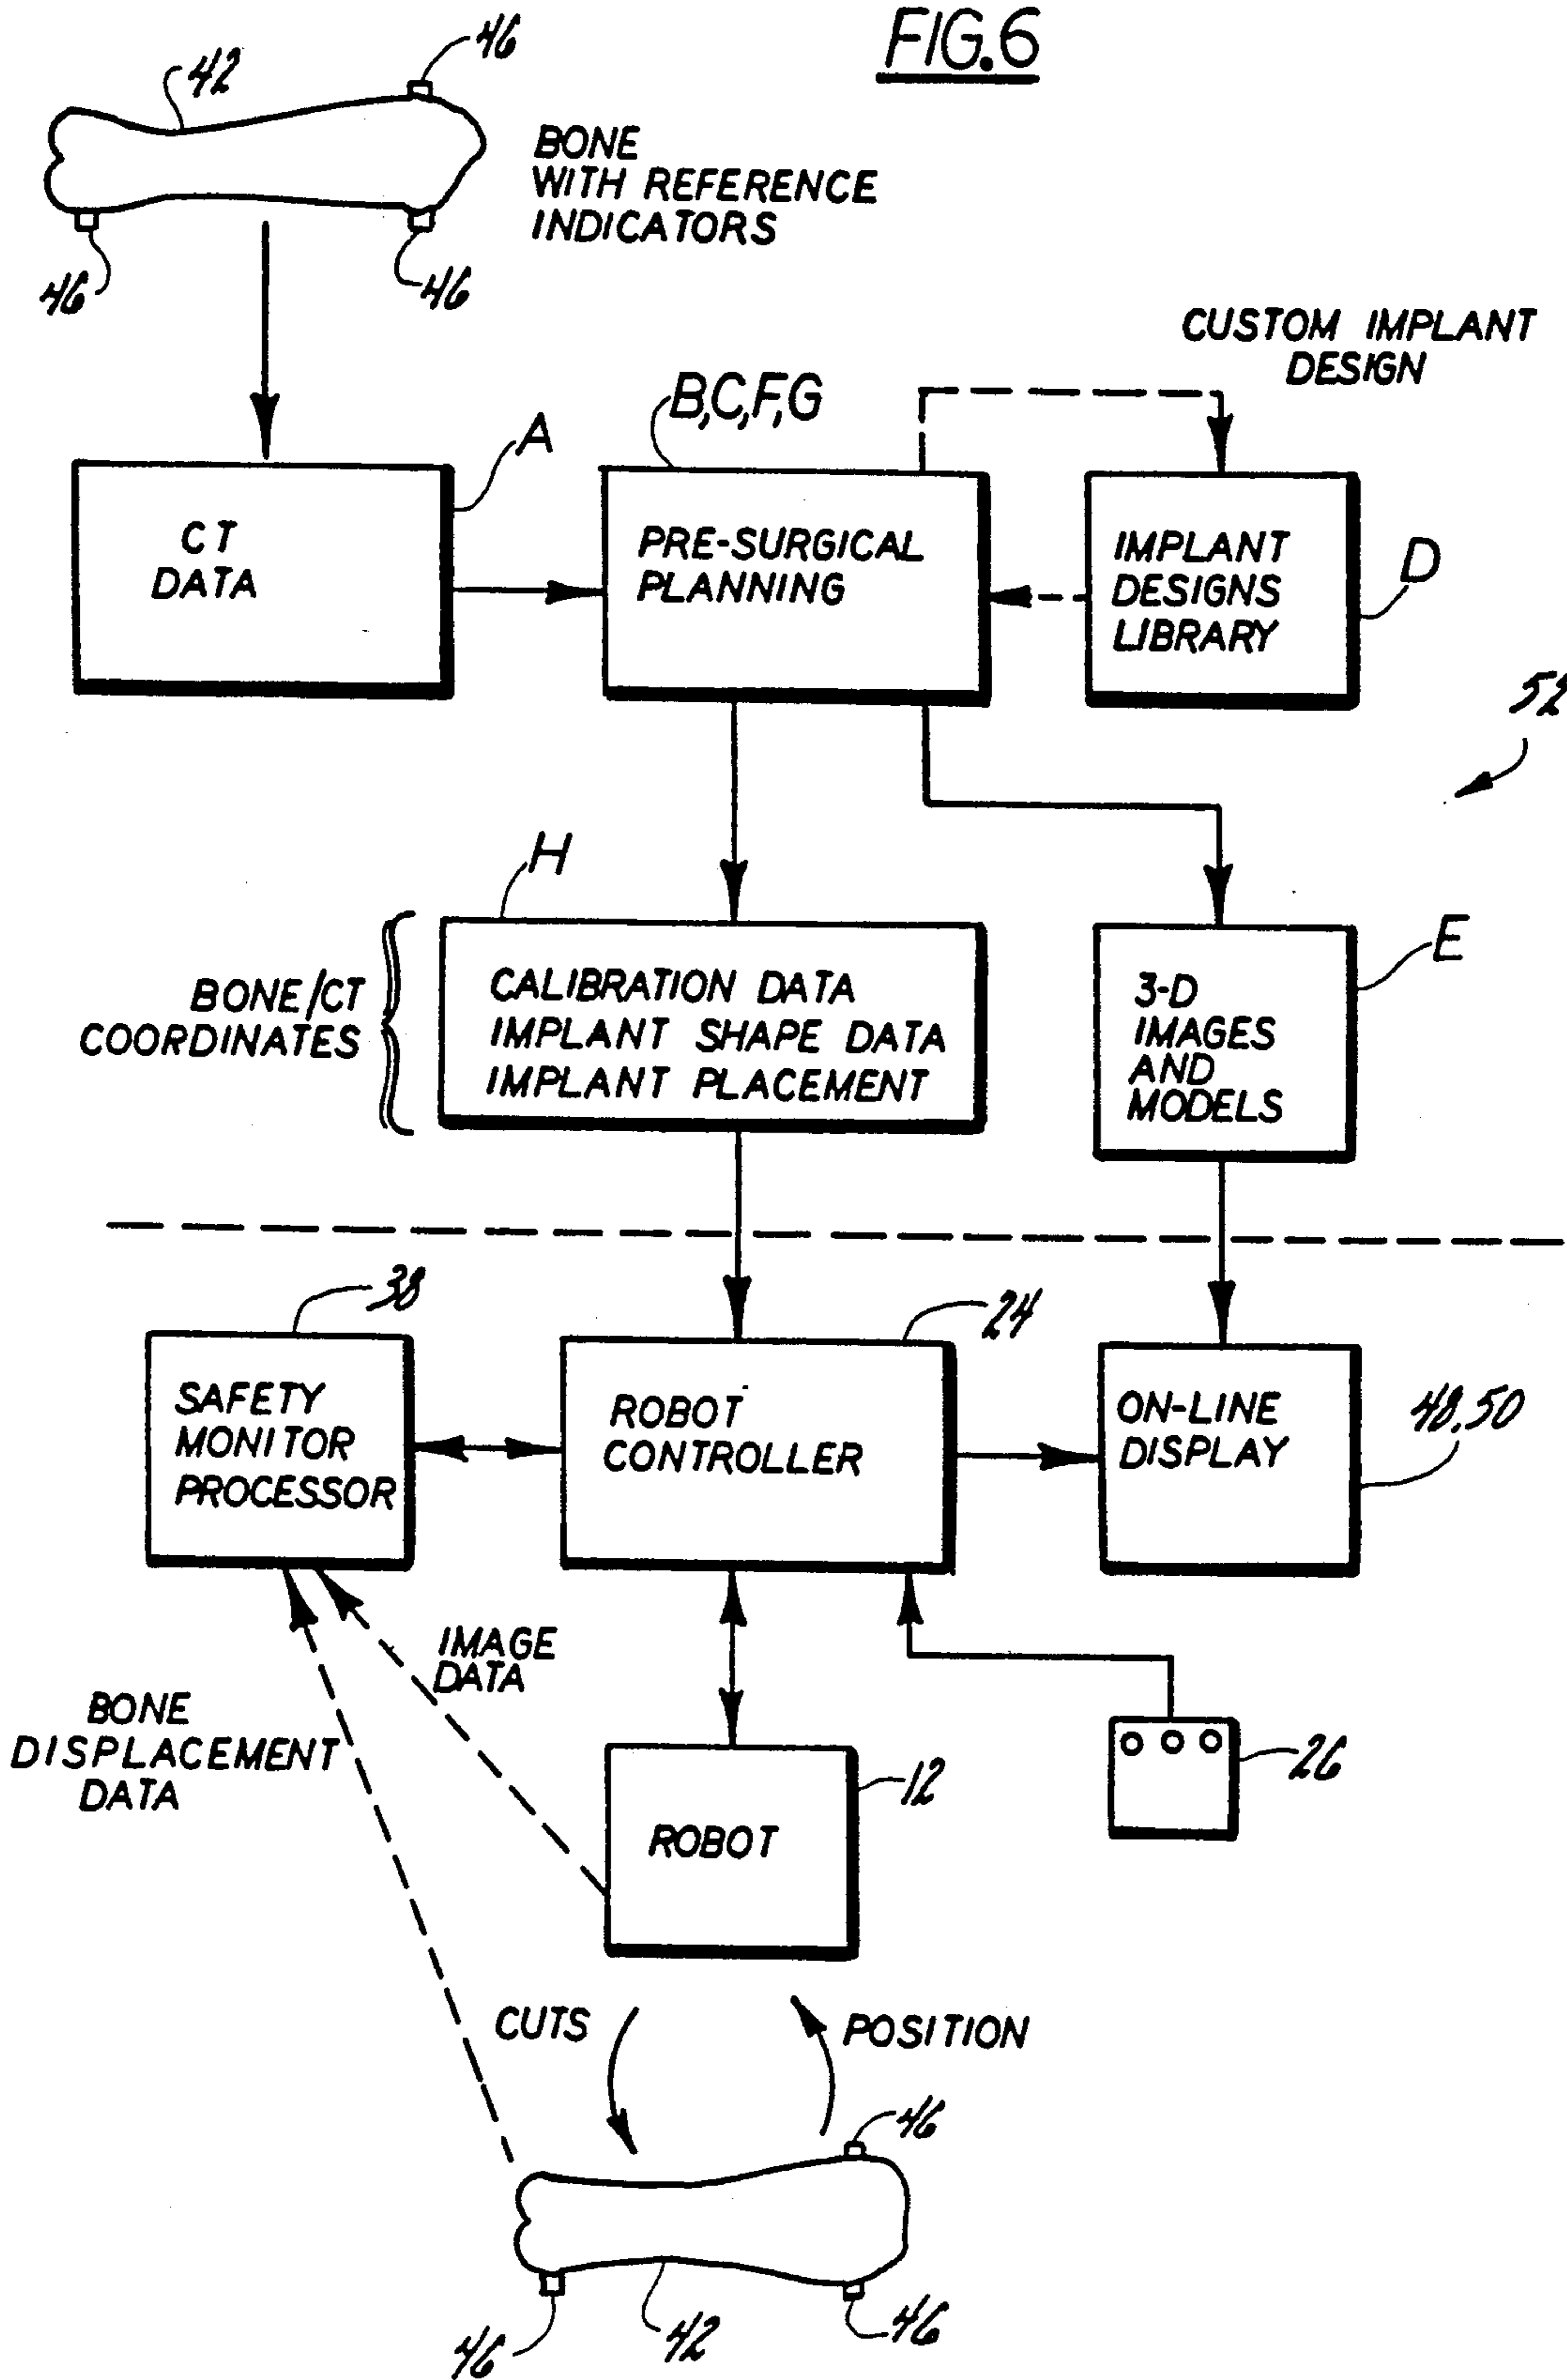 FIG. 6
46
42
BONE
WITH REFERENCE
INDICATORS
46
46
CUSTOM IMPLANT
DESIGN
B,C,F,G
A
CT
DATA
PRE-SURGICAL
PLANNING
IMPLANT
DESIGNS
LIBRARY
D
52
H
BONE/CT
COORDINATES
CALIBRATION DATA
IMPLANT SHAPE DATA
IMPLANT PLACEMENT
3-D
IMAGES
AND
MODELS
E
38
24
SAFETY
MONITOR
PROCESSOR
ROBOT
CONTROLLER
ON-LINE
DISPLAY
48,50
IMAGE
DATA
BONE
DISPLACEMENT
DATA
ROBOT
12
26
CUTS
POSITION
46
46
42
46